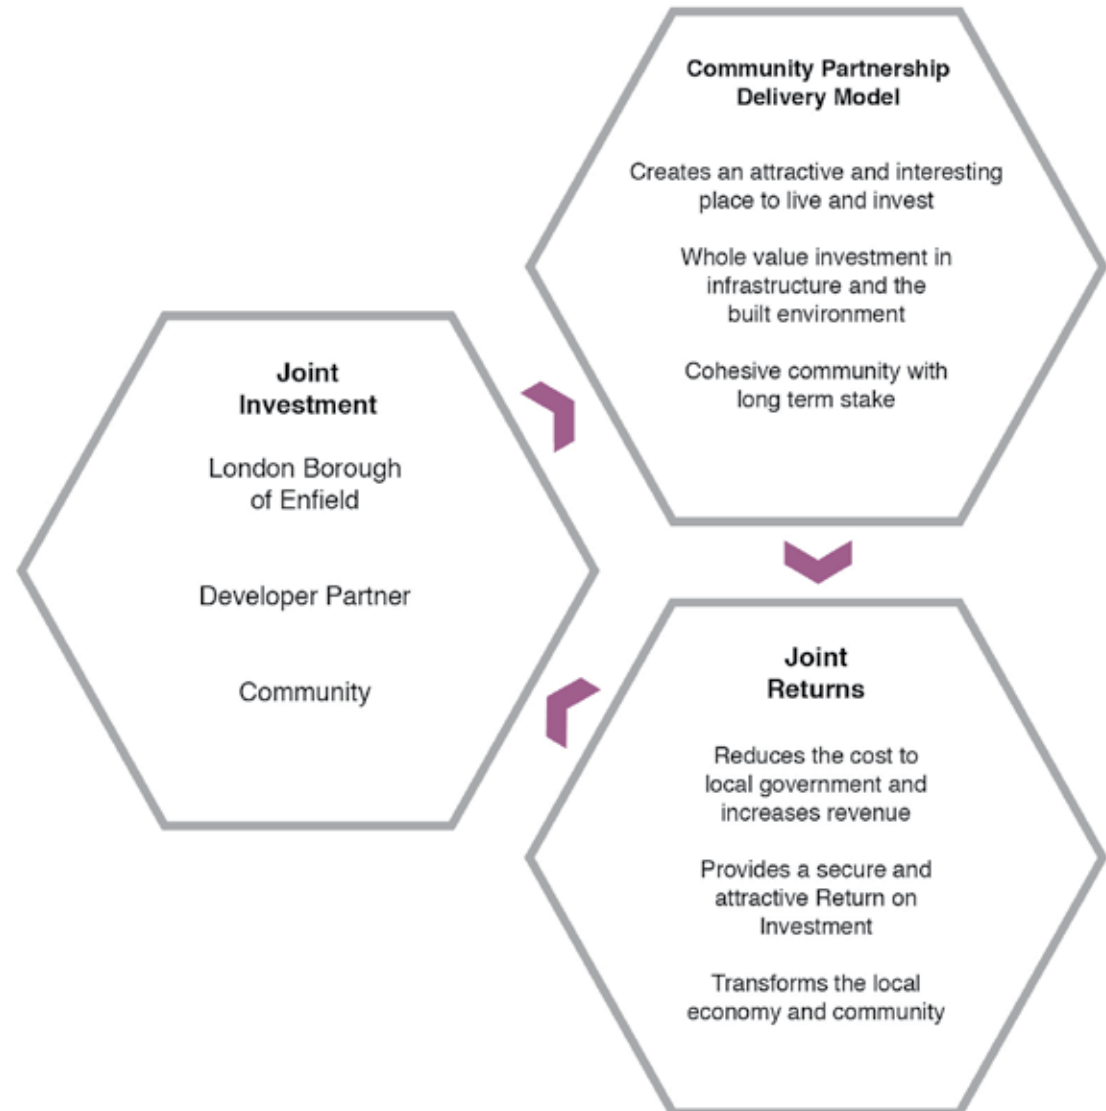 Joint
Investment
London Borough
of Enfield
Developer Partner
Community
Community Partnership
Delivery Model
Creates an attractive and interesting
place to live and invest
Whole value investment in
infrastructure and the
built environment
Cohesive community with
long term stake
Joint
Returns
Reduces the cost to
local government and
increases revenue
Provides a secure and
attractive Return on
Investment
Transforms the local
economy and community